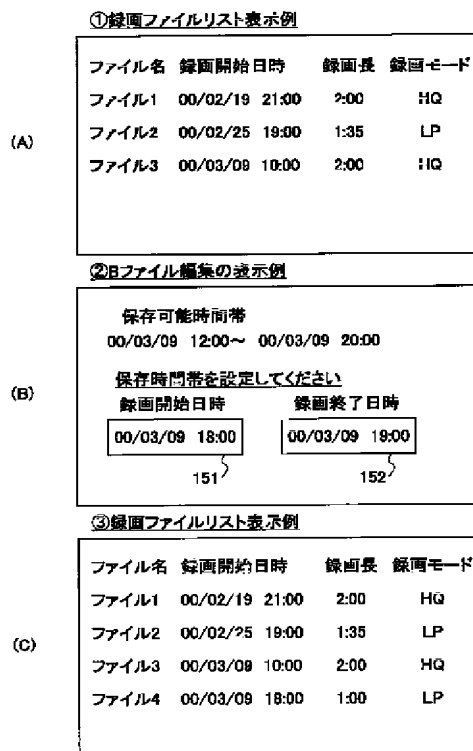 ①録画ファイルリスト表示例
ファイル名 録画開始日時 録画長 録画モード
ファイル1 00/02/19 21:00 2:00 HQ
ファイル2 00/02/25 19:00 1:35 LP
ファイル3 00/03/09 10:00 2:00 HQ
(A)
②Bファイル編集の表示例
保存可能時間帯
00/03/09 12:00～ 00/03/09 20:00
保存時間帯を設定してください
録画開始日時 録画終了日時
00/03/09 18:00 00/03/09 19:00
151 152
(B)
③録画ファイルリスト表示例
ファイル名 録画開始日時 録画長 録画モード
ファイル1 00/02/19 21:00 2:00 HQ
ファイル2 00/02/25 19:00 1:35 LP
ファイル3 00/03/09 10:00 2:00 HQ
ファイル4 00/03/09 18:00 1:00 LP
(C)